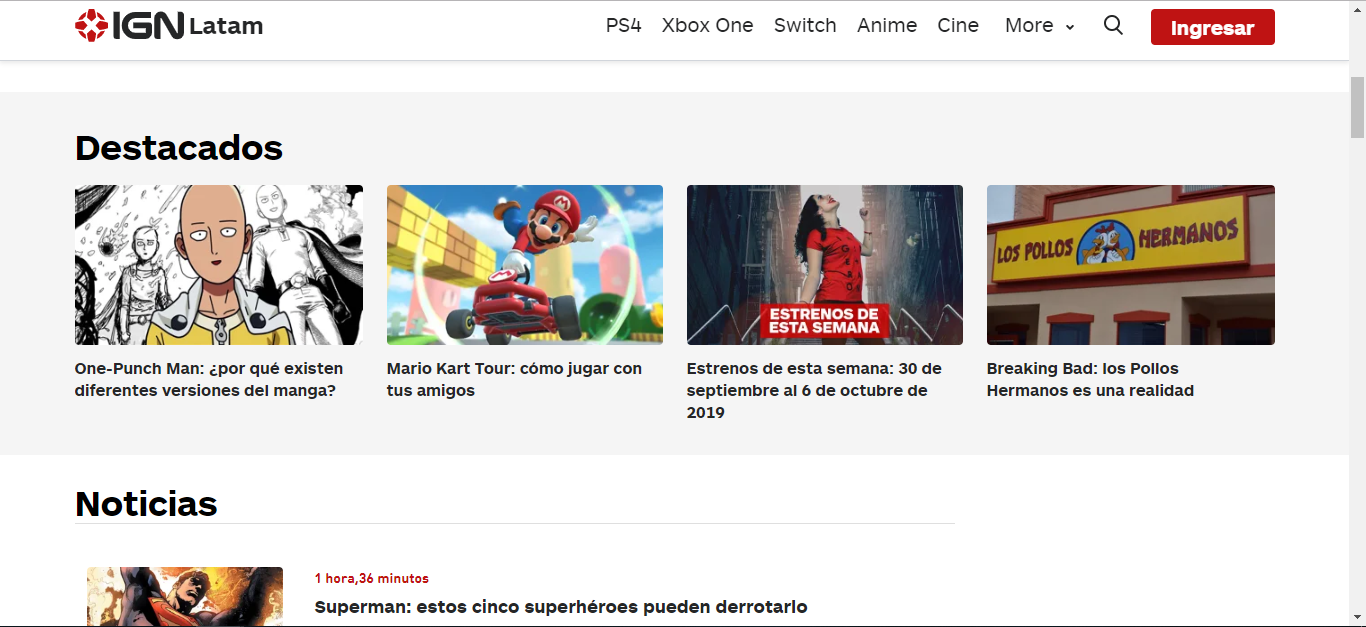 IGN Latam
PS4 Xbox One Switch Anime Cine More Ingresar
Destacados
LOS POLLOS HERMANOS
ESTRENOS DE
ESTA SEMANA
One-Punch Man: ¿por qué existen
diferentes versiones del manga?
Mario Kart Tour: cómo jugar con
tus amigos
Estrenos de esta semana: 30 de
septiembre al 6 de octubre de
2019
Breaking Bad: los Pollos
Hermanos es una realidad
Noticias
1 hora,36 minutos
Superman: estos cinco superhéroes pueden derrotarlo